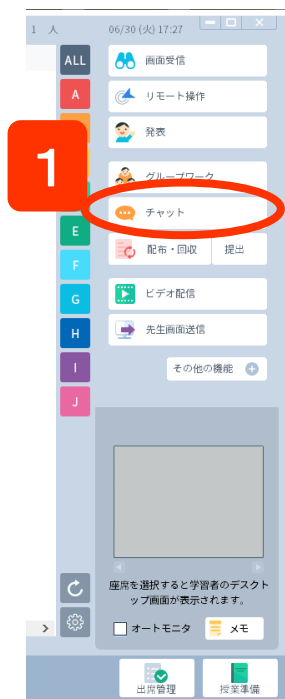 1 人
06/30 (火) 17:27
ALL
画面受信
A
リモート操作
発表
1
グループワーク
チャット
E
配布・回収
提出
F
G
ビデオ配信
H
先生画面送信
I
その他の機能
J
座席を選択すると学習者のデスクト
ップ画面が表示されます。
オートモニタ
メモ
出席管理
授業準備